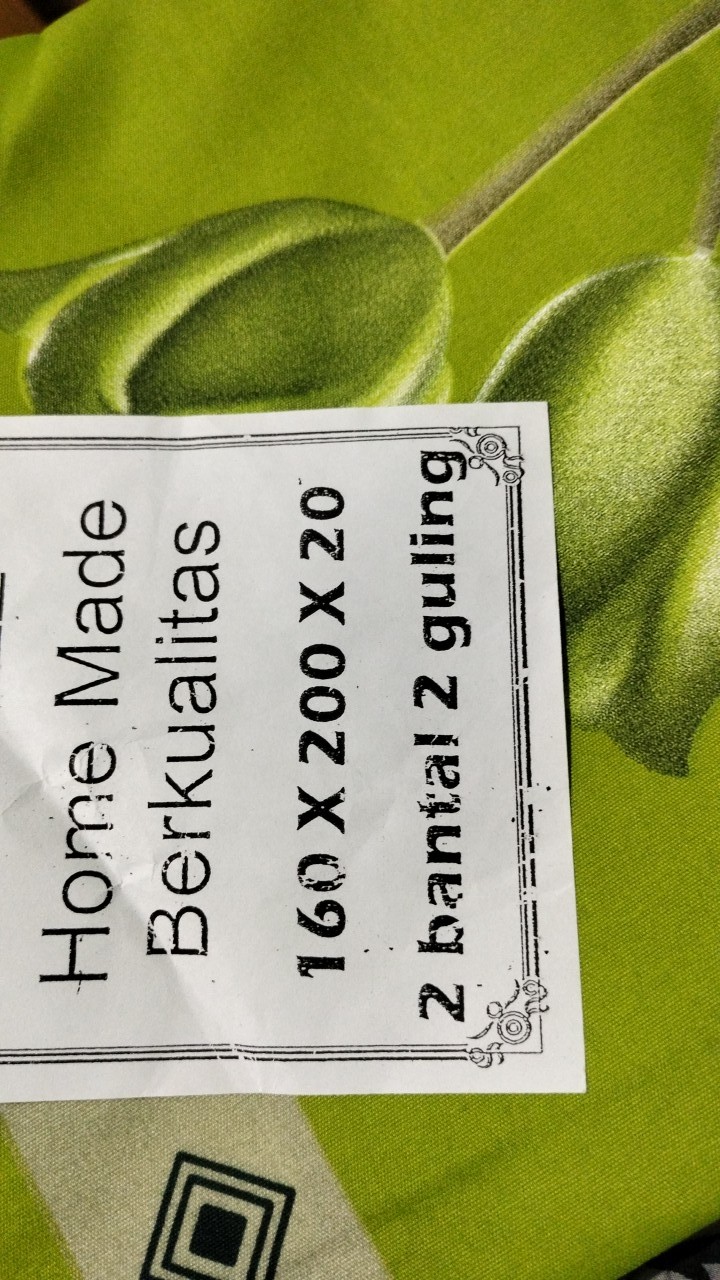 Home Made
Berkualitas
160 X 200 X 20
2 bantal 2 guling